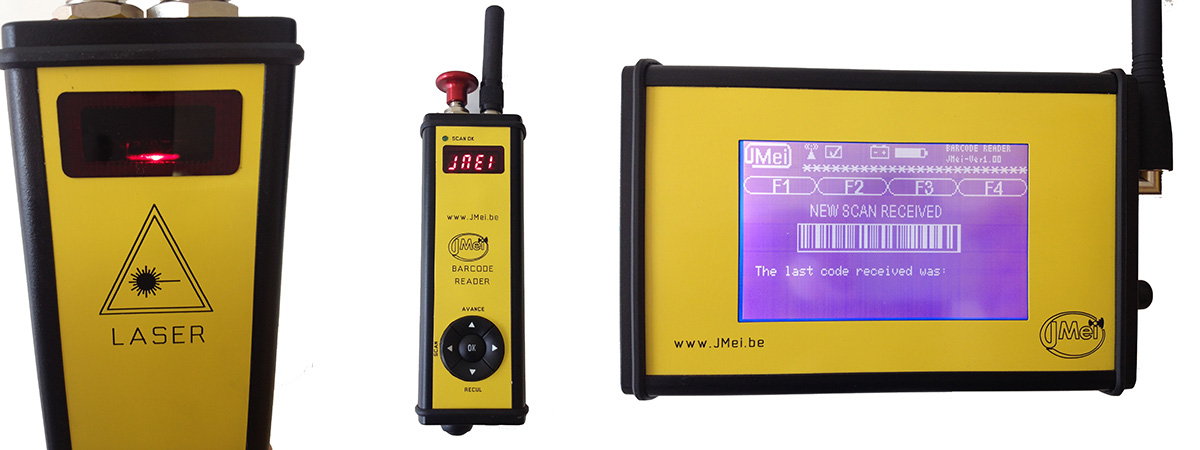 LASER
SCAN OK
JMEI
www.JMei.be
JMei
BARCODE
READER
AVANCE
SCAN
OK
RECUL
JMei
BARCODE READER
JMei-Ver1.00
******************************
F1 F2 F3 F4
NEW SCAN RECEIVED
The last code received was:
www.JMei.be
JMei